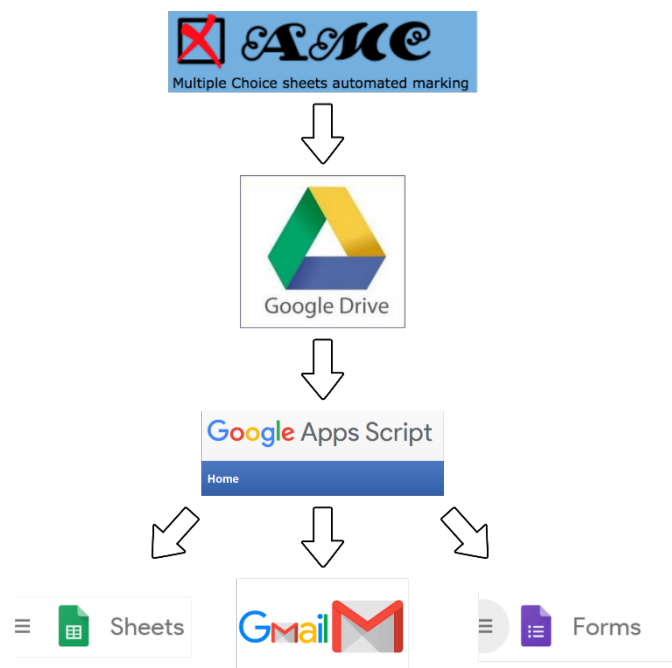 AMC
Multiple Choice sheets automated marking
Google Drive
Google Apps Script
Home
Sheets
Gmail
Forms